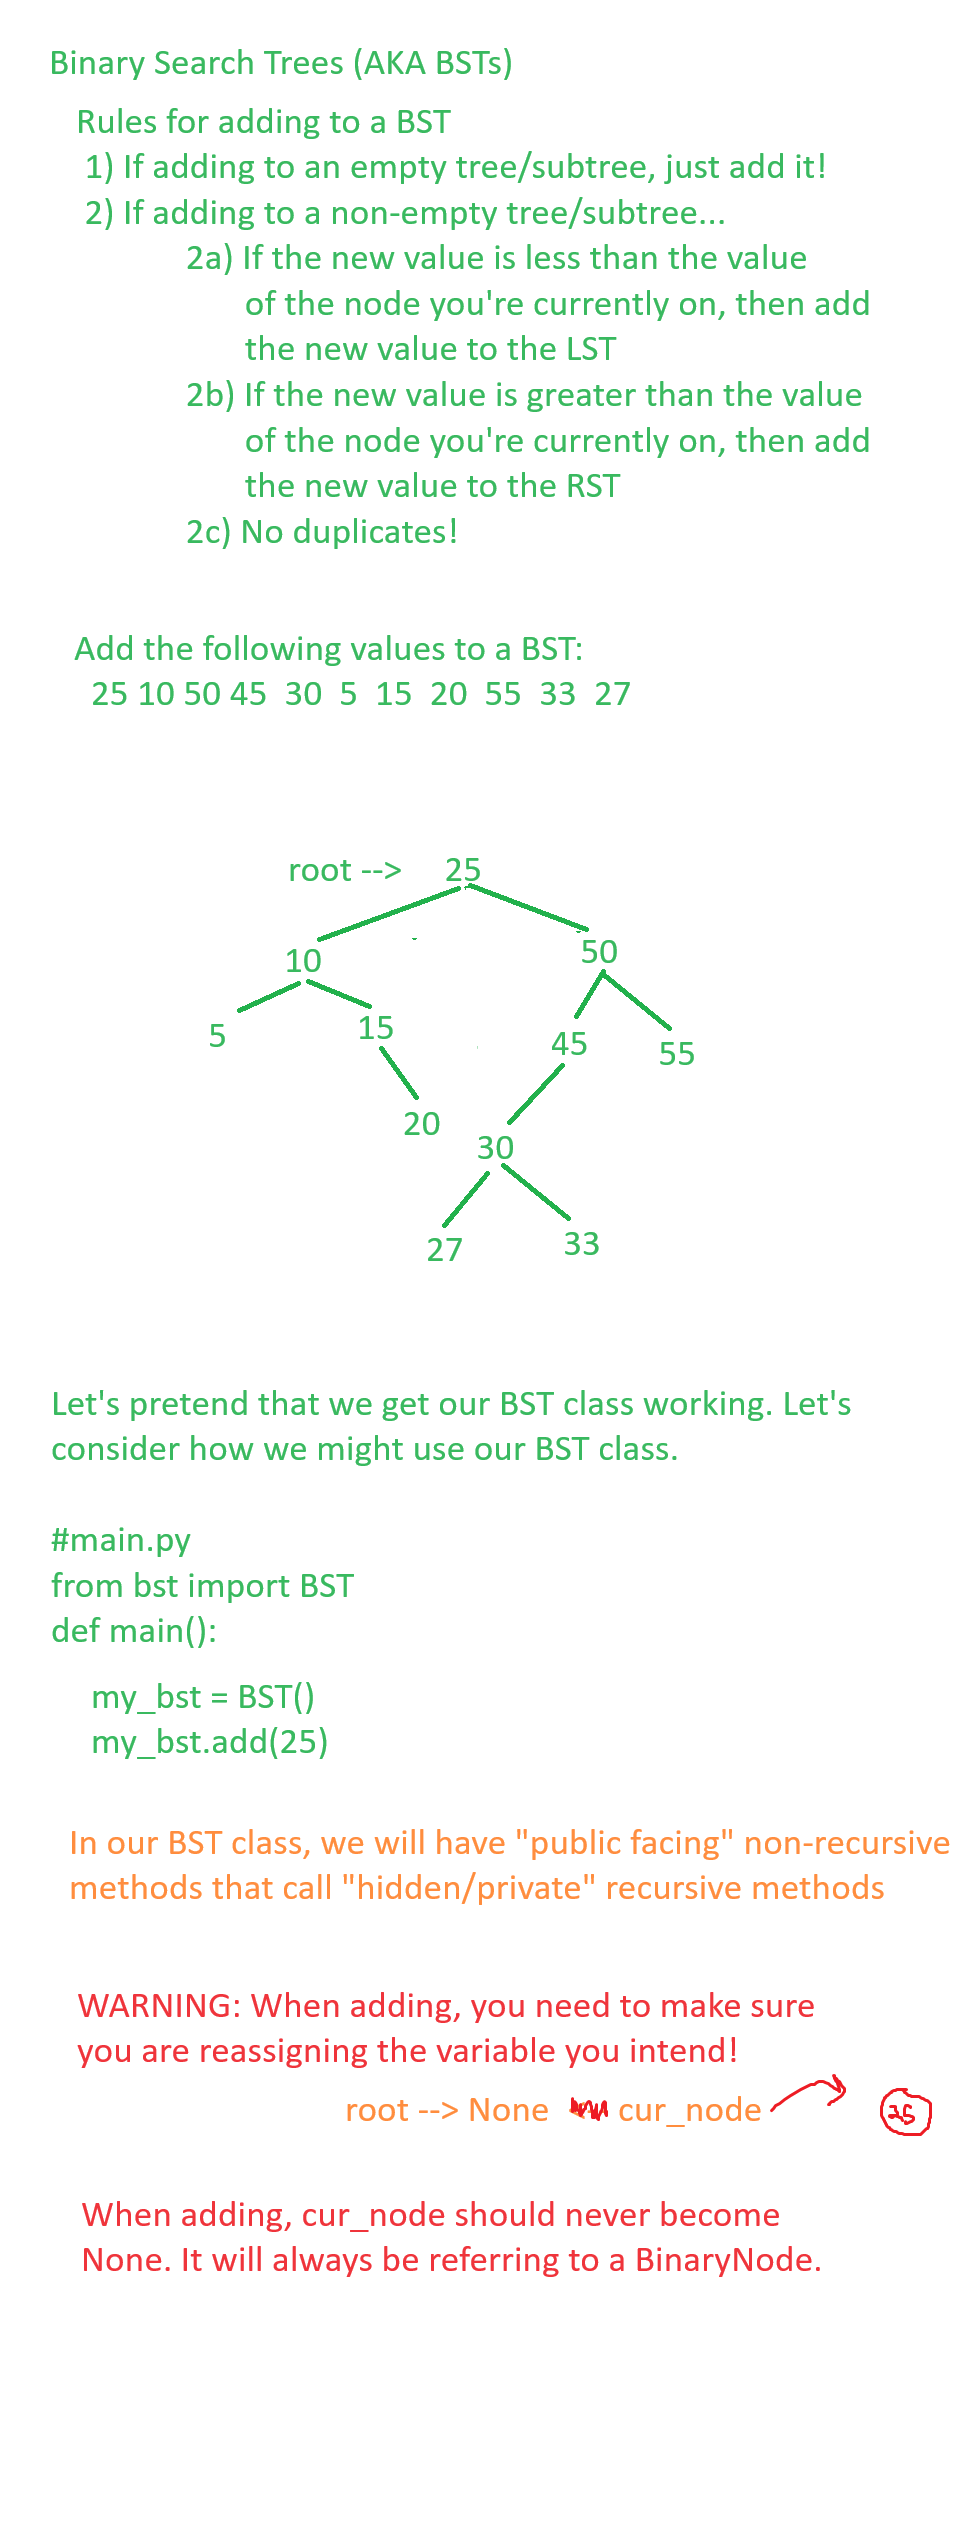 Binary Search Trees (AKA BSTs)
Rules for adding to a BST
1) If adding to an empty tree/subtree, just add it!
2) If adding to a non-empty tree/subtree...
2a) If the new value is less than the value
of the node you're currently on, then add
the new value to the LST
2b) If the new value is greater than the value
of the node you're currently on, then add
the new value to the RST
2c) No duplicates!
Add the following values to a BST:
25 10 50 45 30 5 15 20 55 33 27
root --> 25
10 50
5 15 45 55
20 30
27 33
Let's pretend that we get our BST class working. Let's
consider how we might use our BST class.
#main.py
from bst import BST
def main():
my_bst = BST()
my_bst.add(25)
In our BST class, we will have "public facing" non-recursive
methods that call "hidden/private" recursive methods
WARNING: When adding, you need to make sure
you are reassigning the variable you intend!
root --> None cur_node 25
When adding, cur_node should never become
None. It will always be referring to a BinaryNode.